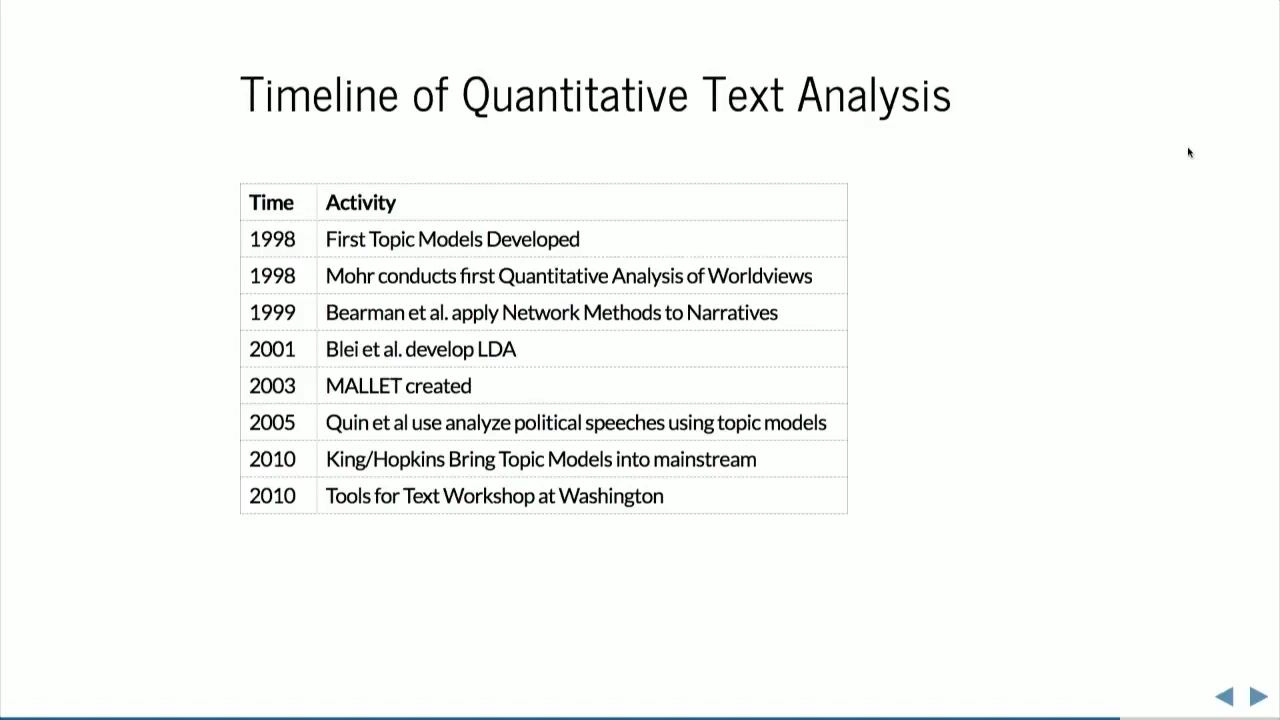 Timeline of Quantitative Text Analysis
Time Activity
1998 First Topic Models Developed
1998 Mohr conducts first Quantitative Analysis of Worldviews
1999 Bearman et al. apply Network Methods to Narratives
2001 Blei et al. develop LDA
2003 MALLET created
2005 Quin et al use analyze political speeches using topic models
2010 King/Hopkins Bring Topic Models into mainstream
2010 Tools for Text Workshop at Washington